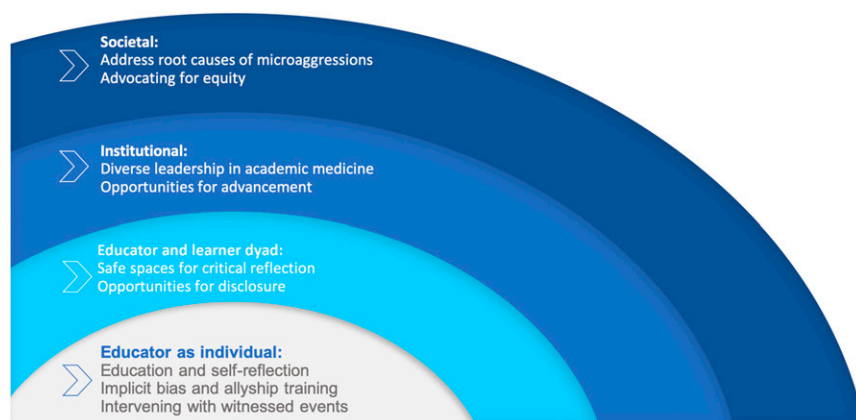 Societal:
Address root causes of microaggressions
Advocating for equity
Institutional:
Diverse leadership in academic medicine
Opportunities for advancement
Educator and learner dyad:
Safe spaces for critical reflection
Opportunities for disclosure
Educator as individual:
Education and self-reflection
Implicit bias and allyship training
Intervening with witnessed events